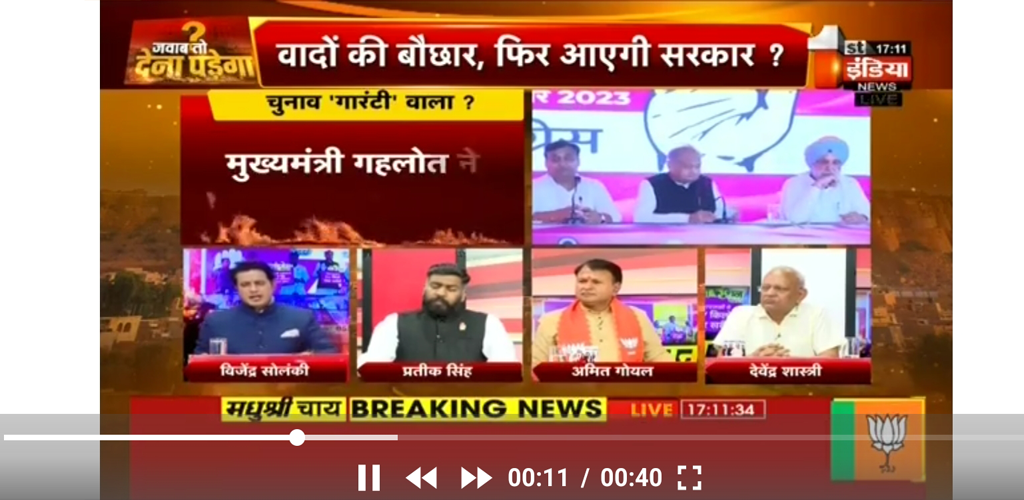 ?
जवाब तो
देना पड़ेगा
वादों की बौछार, फिर आएगी सरकार ?
1st 17:11
इंडिया
NEWS
LIVE
चुनाव 'गारंटी' वाला ?
मुख्यमंत्री गहलोत ने
2023
विजेंद्र सोलंकी
प्रतीक सिंह
अमित गोयल
देवेंद्र शास्त्री
मधुश्री चाय BREAKING NEWS LIVE 17:11:34
00:11 / 00:40